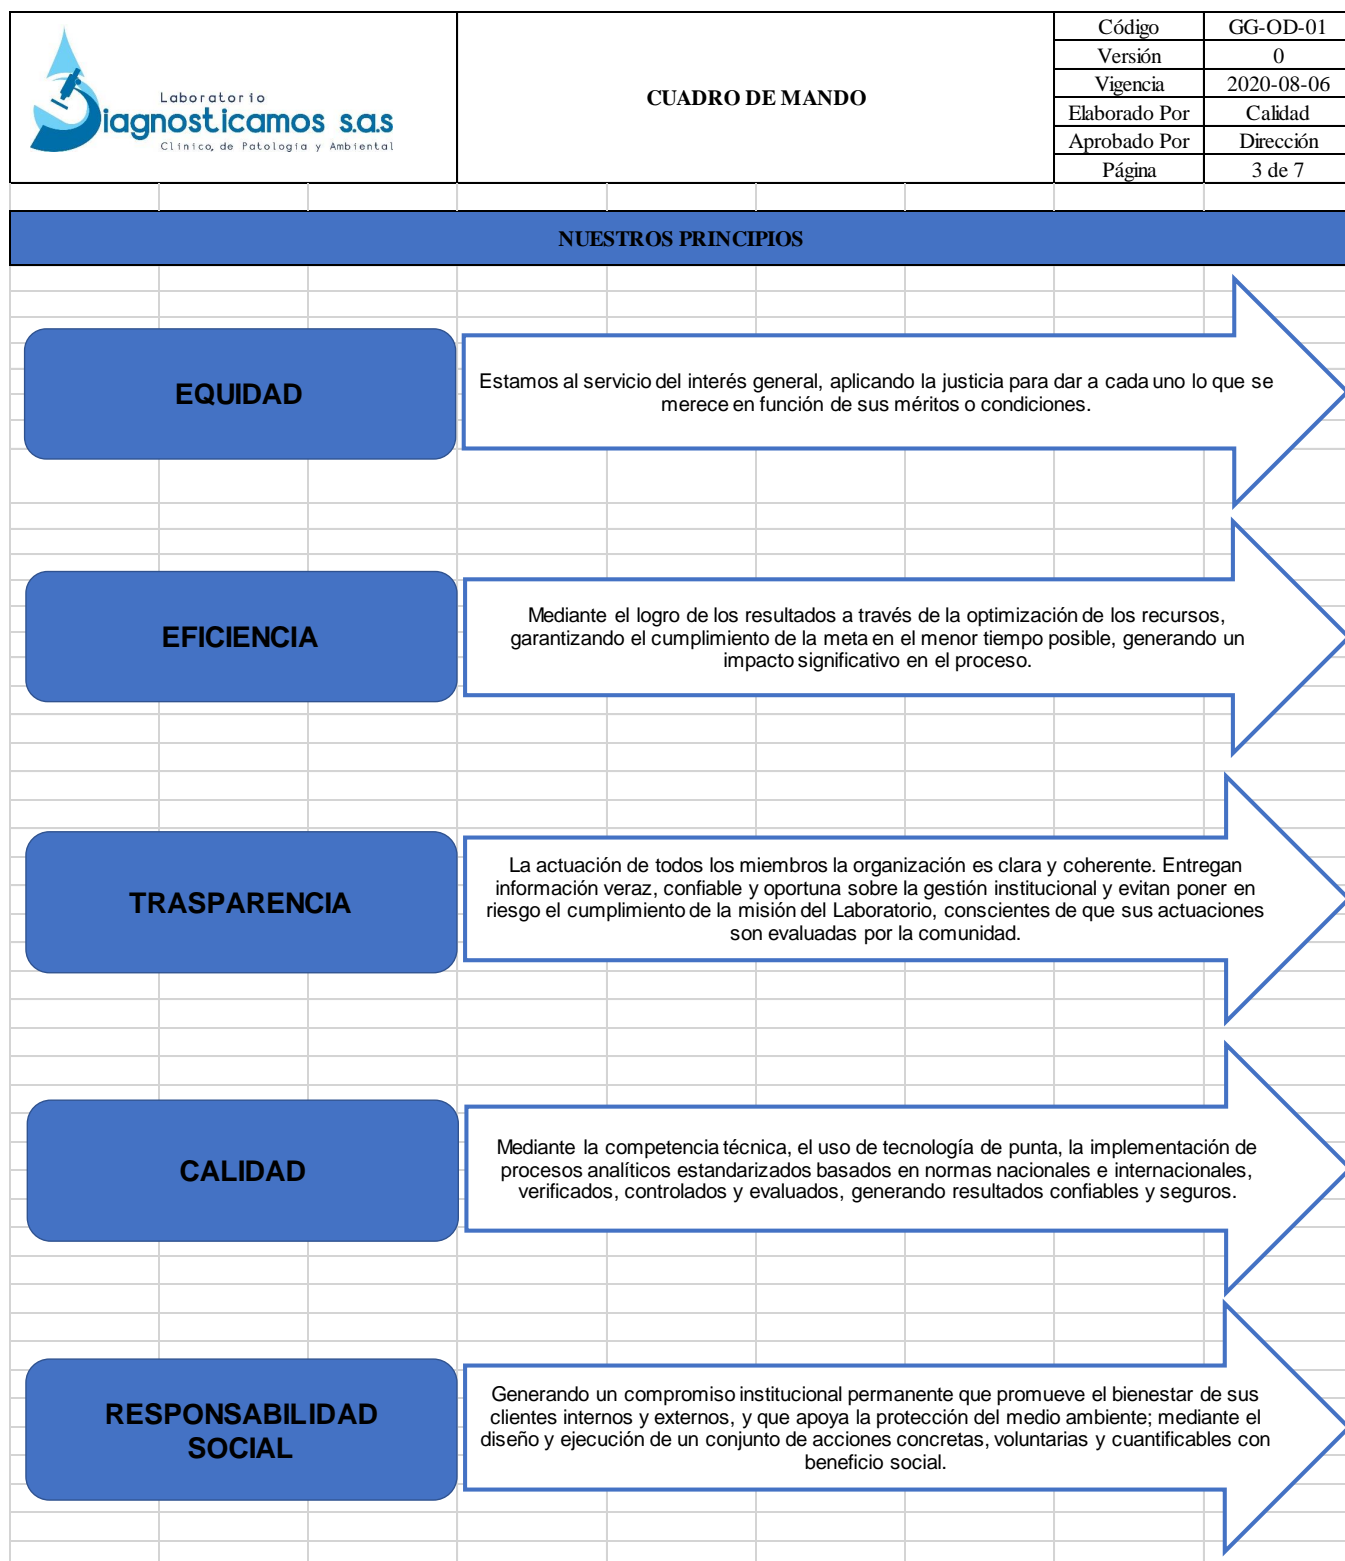 Laboratorio
Diagnosticamos s.a.s
Clínico, de Patología y Ambiental
CUADRO DE MANDO
Código GG-OD-01
Versión 0
Vigencia 2020-08-06
Elaborado Por Calidad
Aprobado Por Dirección
Página 3 de 7
NUESTROS PRINCIPIOS
EQUIDAD
Estamos al servicio del interés general, aplicando la justicia para dar a cada uno lo que se
merece en función de sus méritos o condiciones.
EFICIENCIA
Mediante el logro de los resultados a través de la optimización de los recursos,
garantizando el cumplimiento de la meta en el menor tiempo posible, generando un
impacto significativo en el proceso.
TRASPARENCIA
La actuación de todos los miembros la organización es clara y coherente. Entregan
información veraz, confiable y oportuna sobre la gestión institucional y evitan poner en
riesgo el cumplimiento de la misión del Laboratorio, conscientes de que sus actuaciones
son evaluadas por la comunidad.
CALIDAD
Mediante la competencia técnica, el uso de tecnología de punta, la implementación de
procesos analíticos estandarizados basados en normas nacionales e internacionales,
verificados, controlados y evaluados, generando resultados confiables y seguros.
RESPONSABILIDAD
SOCIAL
Generando un compromiso institucional permanente que promueve el bienestar de sus
clientes internos y externos, y que apoya la protección del medio ambiente; mediante el
diseño y ejecución de un conjunto de acciones concretas, voluntarias y cuantificables con
beneficio social.